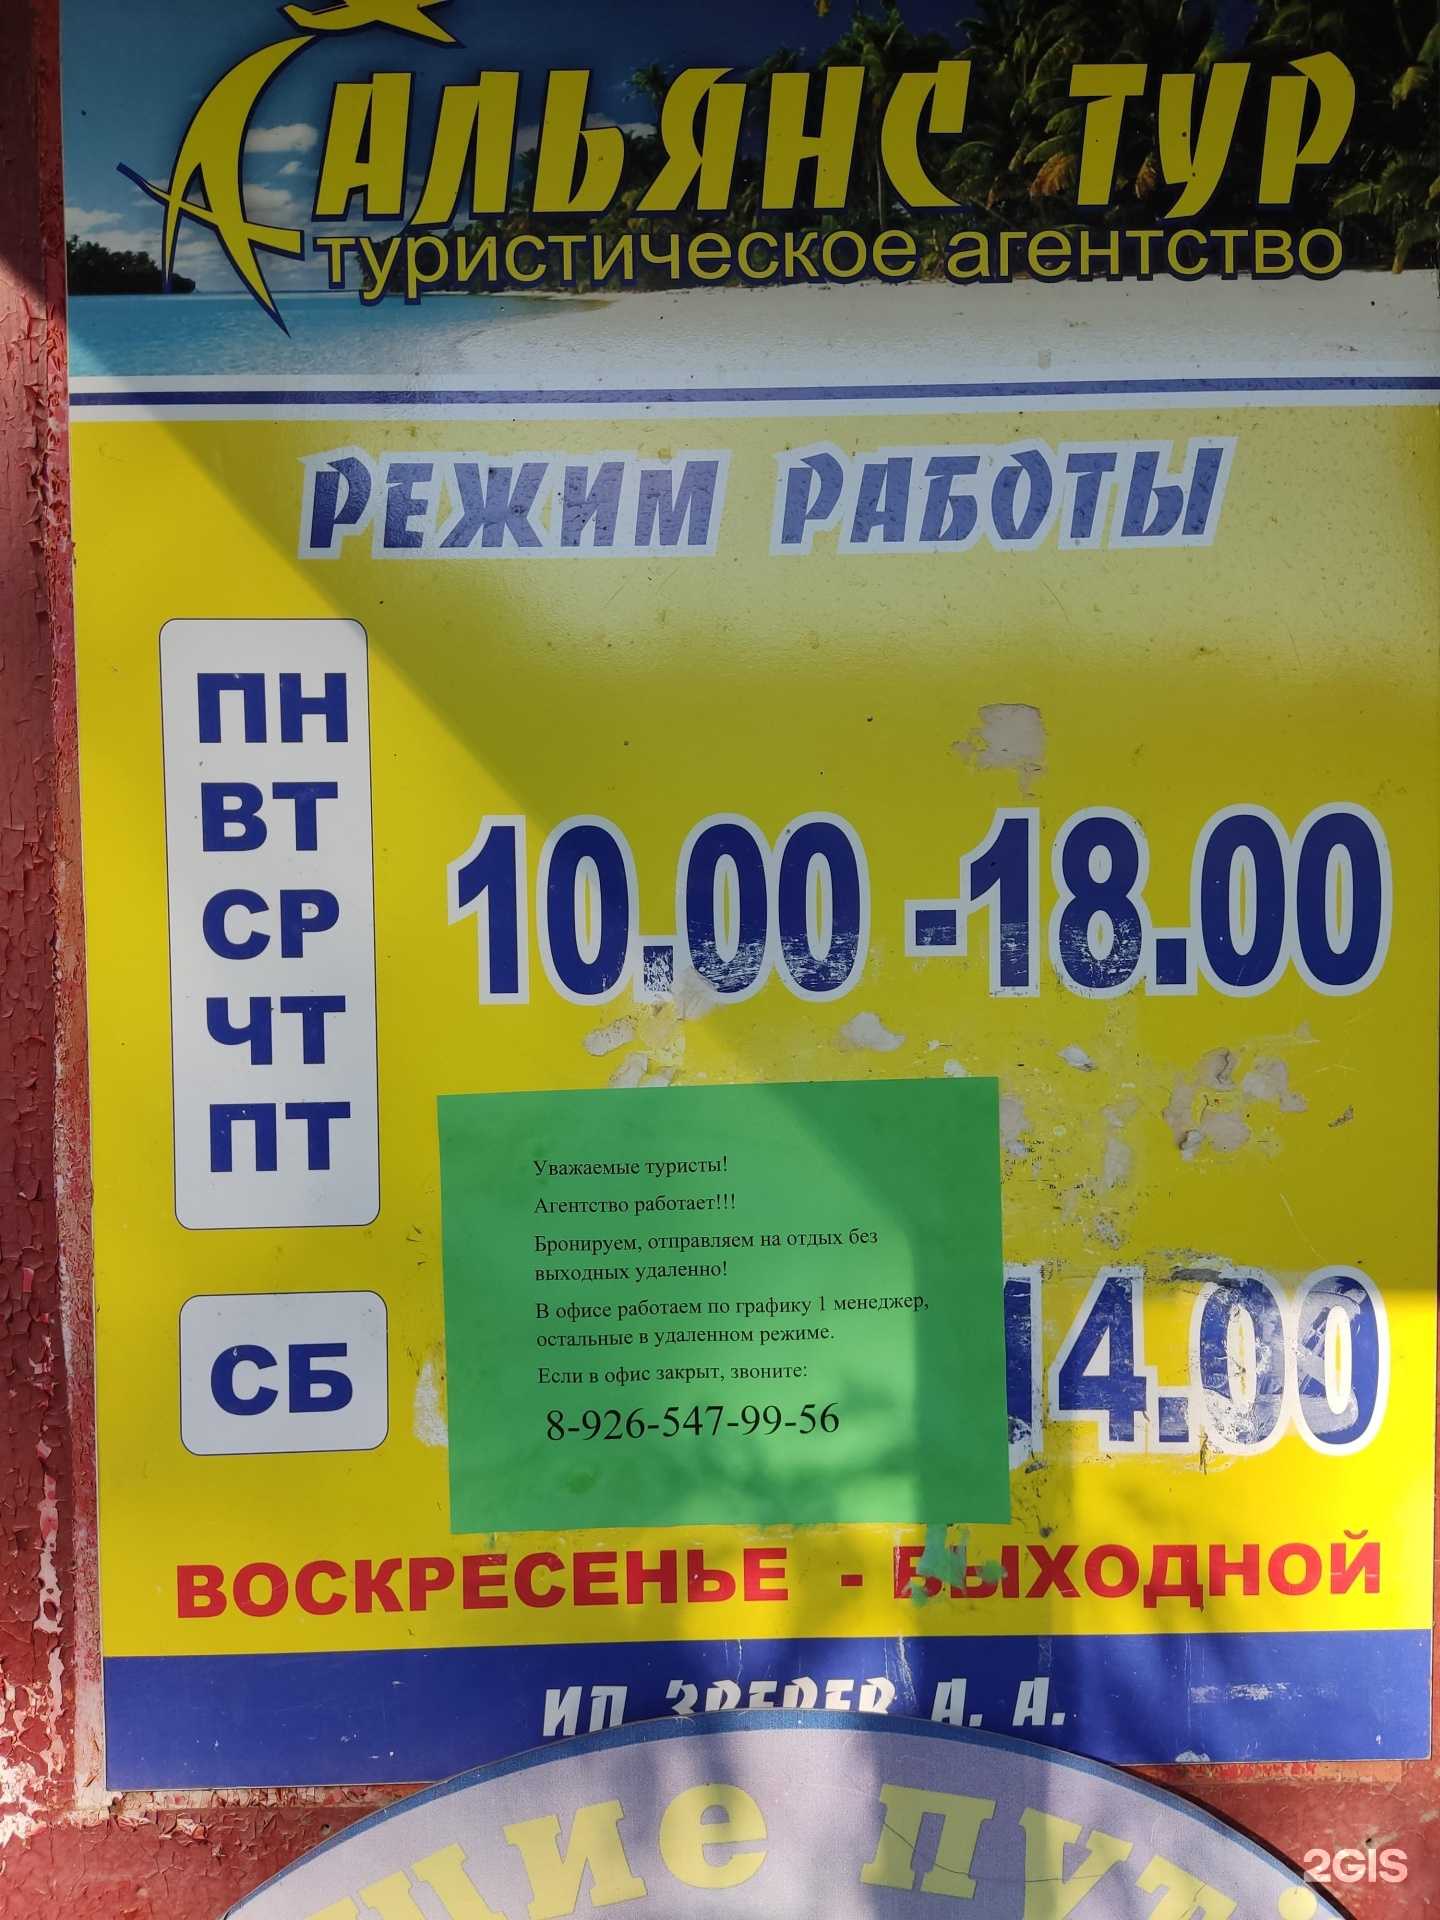 АЛЬЯНС ТУР
туристическое агентство
РЕЖИМ РАБОТЫ
ПН
ВТ
СР
ЧТ
ПТ
10.00 - 18.00
Уважаемые туристы!
Агентство работает!!!
Бронируем, отправляем на отдых без
выходных удаленно!
В офисе работаем по графику 1 менеджер,
остальные в удаленном режиме.
Если в офис закрыт, звоните:
8-926-547-99-56
СБ
14.00
ВОСКРЕСЕНЬЕ - ВЫХОДНОЙ
ИП ЗВЕРЕВ А. А.
2GIS